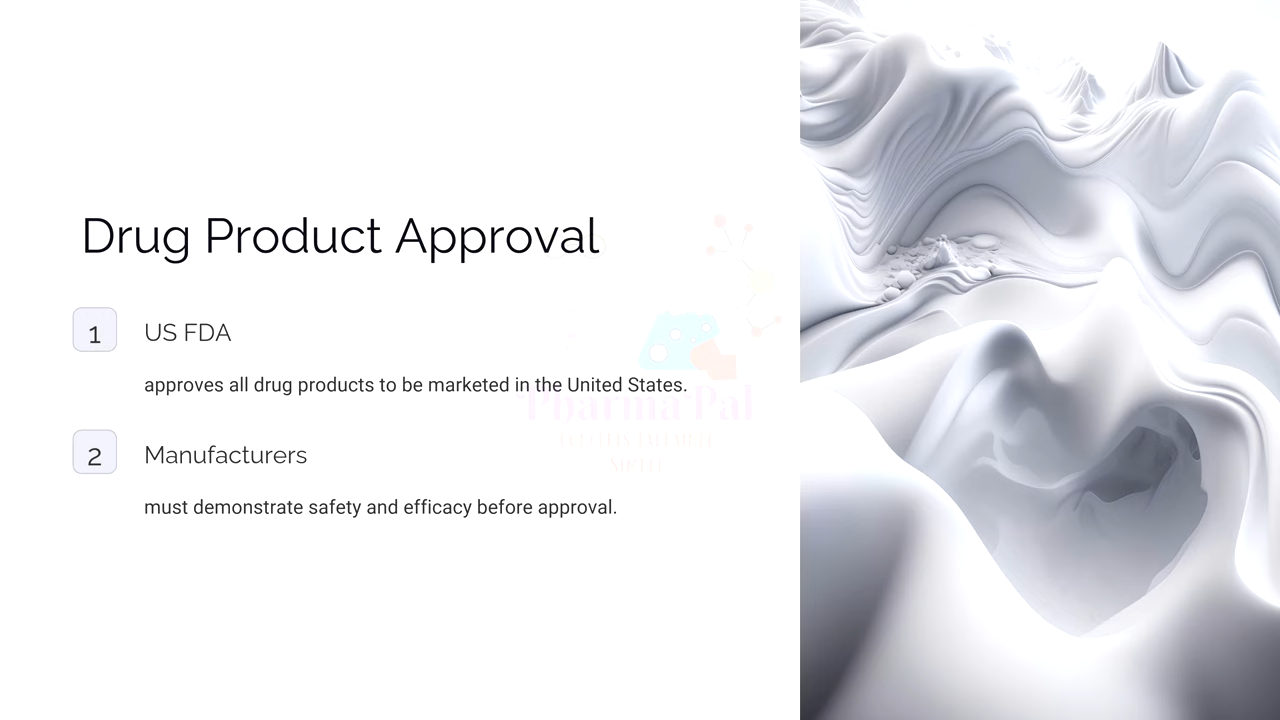 Drug Product Approval
1 US FDA
approves all drug products to be marketed in the United States.
2 Manufacturers
must demonstrate safety and efficacy before approval.
Pharma Pal